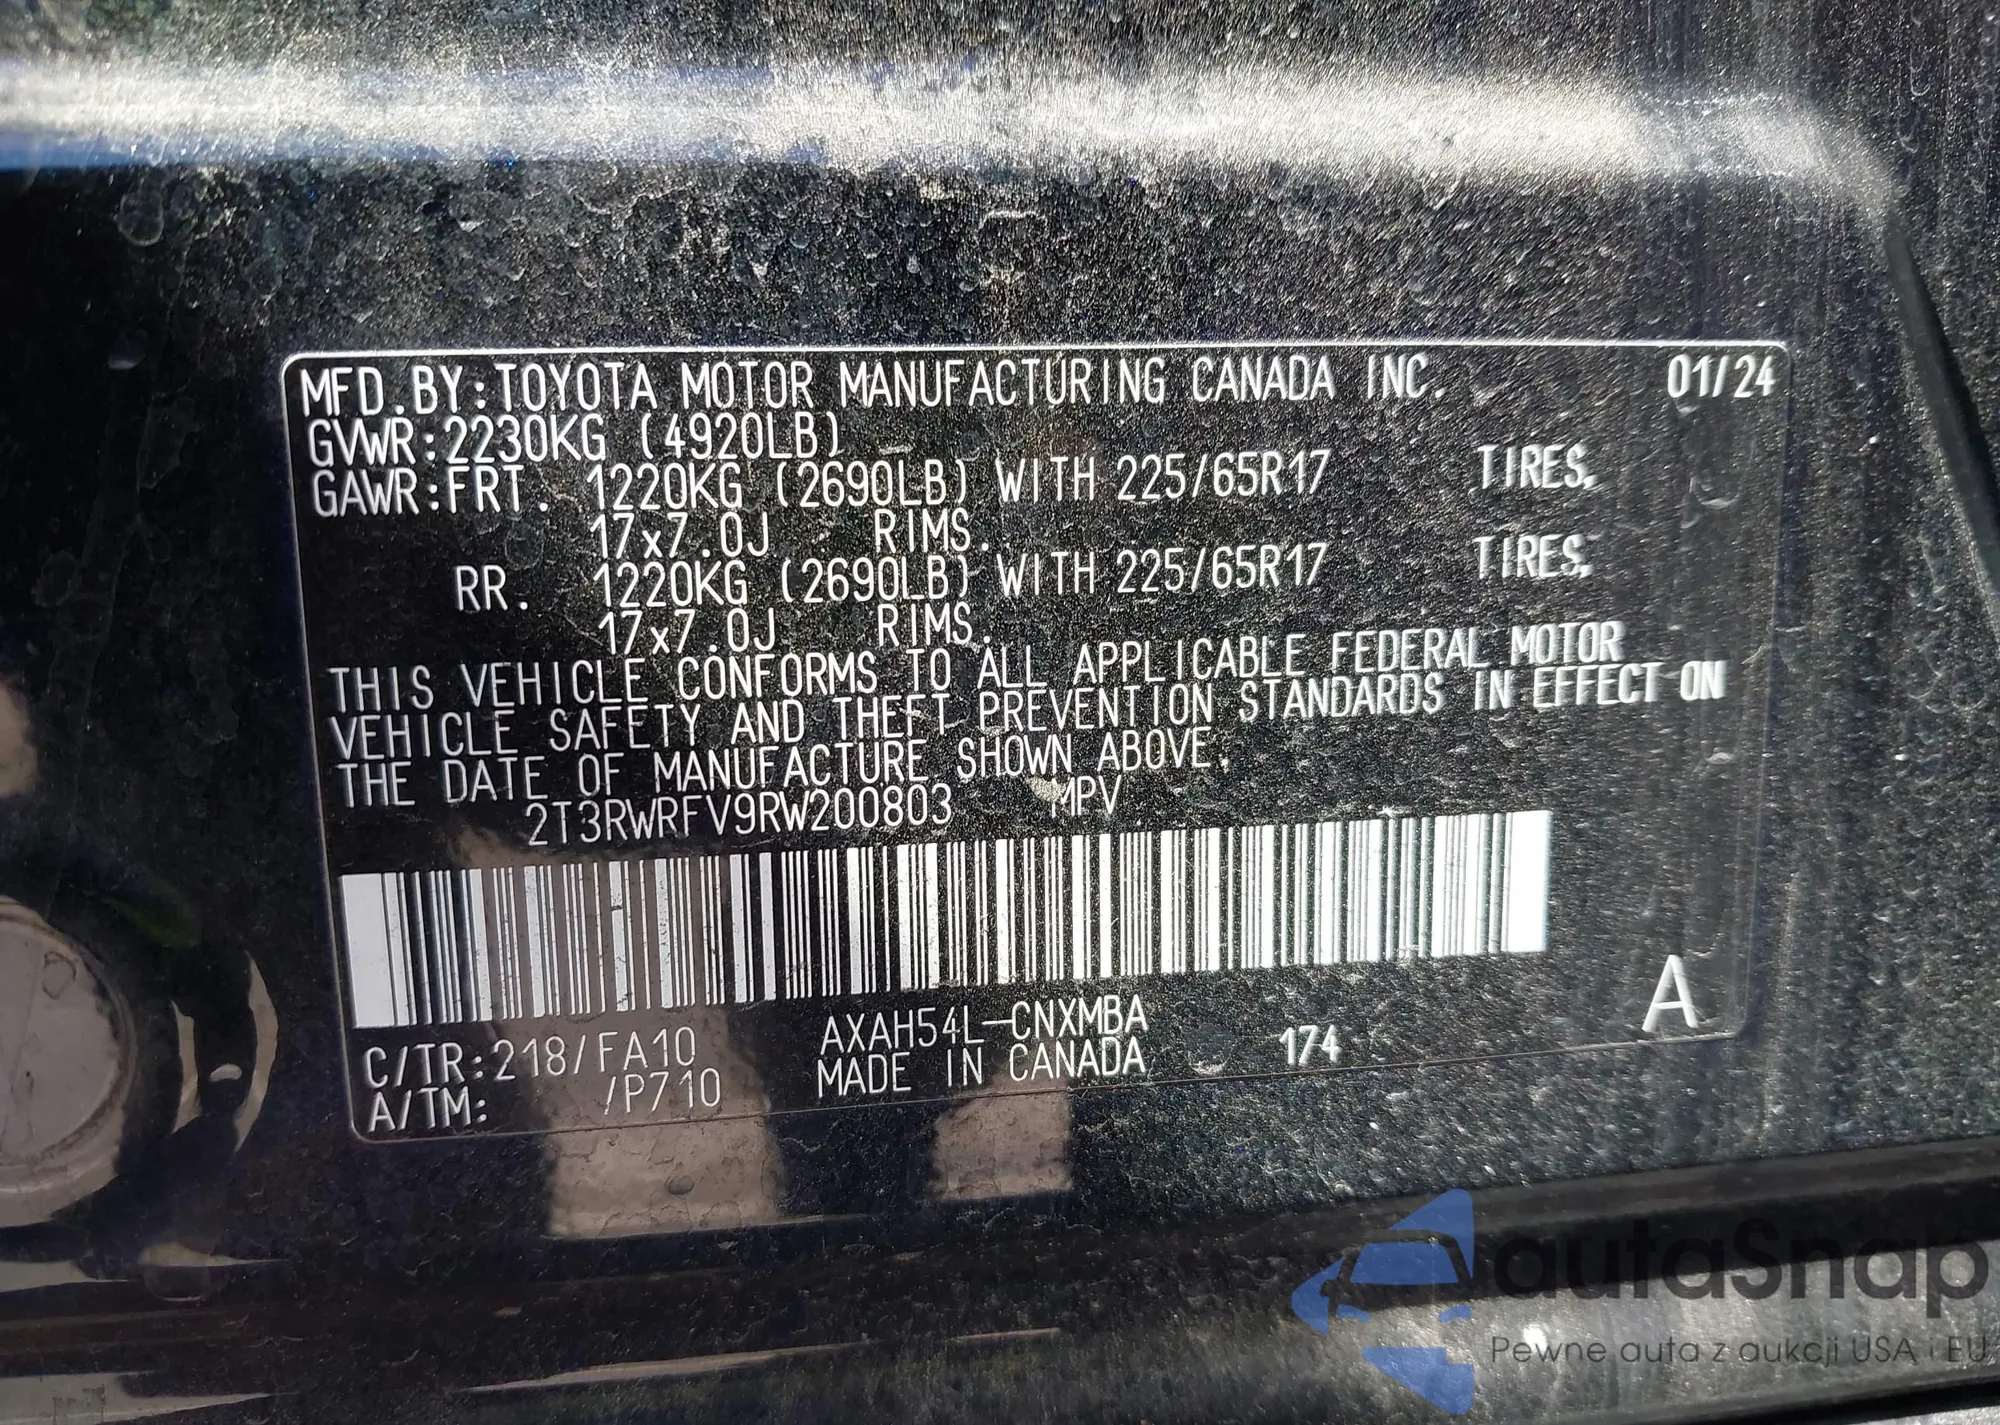 MFD.BY:TOYOTA MOTOR MANUFACTURING CANADA INC. 01/24
GVWR:2230KG (4920LB)
GAWR:FRT. 1220KG (2690LB) WITH 225/65R17 TIRES,
17x7.0J RIMS.
RR. 1220KG (2690LB) WITH 225/65R17 TIRES,
17x7.0J RIMS.
THIS VEHICLE CONFORMS TO ALL APPLICABLE FEDERAL MOTOR
VEHICLE SAFETY AND THEFT PREVENTION STANDARDS IN EFFECT ON
THE DATE OF MANUFACTURE SHOWN ABOVE.
2T3RWRFV9RW200803 MPV
A
C/TR:218/FA10 AXAH54L-CNXMBA
A/TM: /P710 MADE IN CANADA 174
autaSnap
Pewne auta z aukcji USA i EU